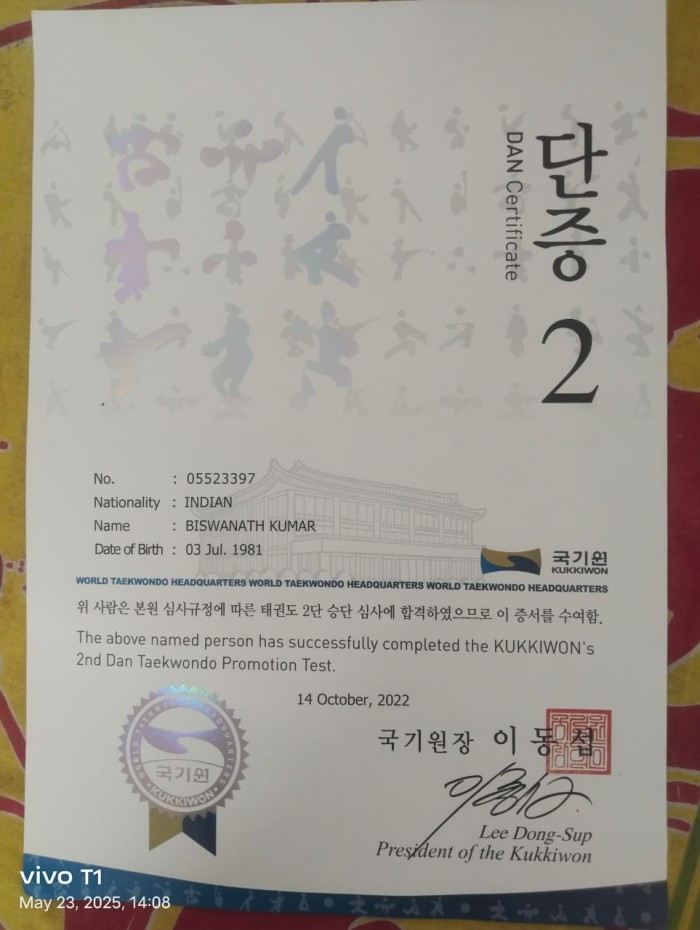 단증
DAN Certificate
2
No. : 05523397
Nationality : INDIAN
Name : BISWANATH KUMAR
Date of Birth : 03 Jul. 1981
국기원
KUKKIWON
WORLD TAEKWONDO HEADQUARTERS WORLD TAEKWONDO HEADQUARTERS WORLD TAEKWONDO HEADQUARTERS
위 사람은 본원 심사규정에 따른 태권도 2단 승단 심사에 합격하였으므로 이 증서를 수여함.
The above named person has successfully completed the KUKKIWON's
2nd Dan Taekwondo Promotion Test.
14 October, 2022
국기원장 이동섭
WORLD TAEKWONDO HEADQUARTERS
국기원
KUKKIWON
Lee Dong-Sup
President of the Kukkiwon
vivo T1
May 23, 2025, 14:08